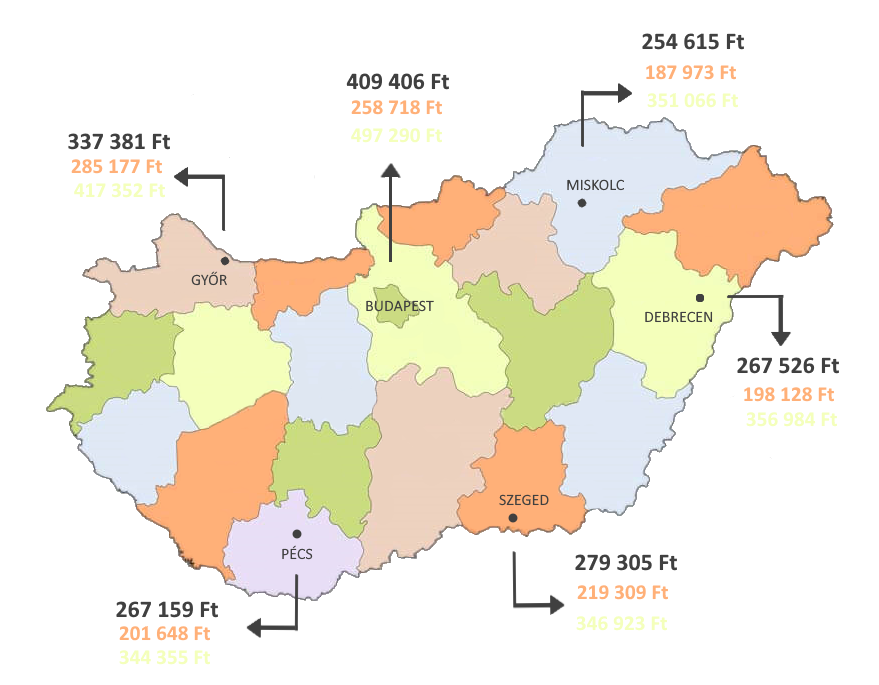 254 615 Ft
187 973 Ft
351 066 Ft
409 406 Ft
258 718 Ft
497 290 Ft
337 381 Ft
285 177 Ft
417 352 Ft
MISKOLC
GYŐR
BUDAPEST
DEBRECEN
267 526 Ft
198 128 Ft
356 984 Ft
SZEGED
PÉCS
279 305 Ft
219 309 Ft
346 923 Ft
267 159 Ft
201 648 Ft
344 355 Ft